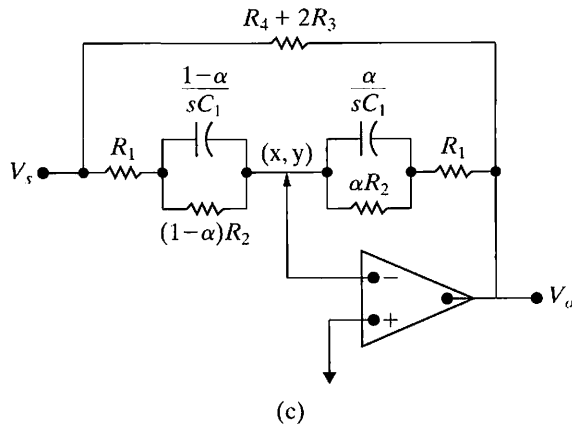 R₄ + 2R₃
1−α
sC₁
α
sC₁
R₁
(x, y)
R₁
Vₛ
αR₂
(1−α)R₂
−
+
Vₒ
(c)